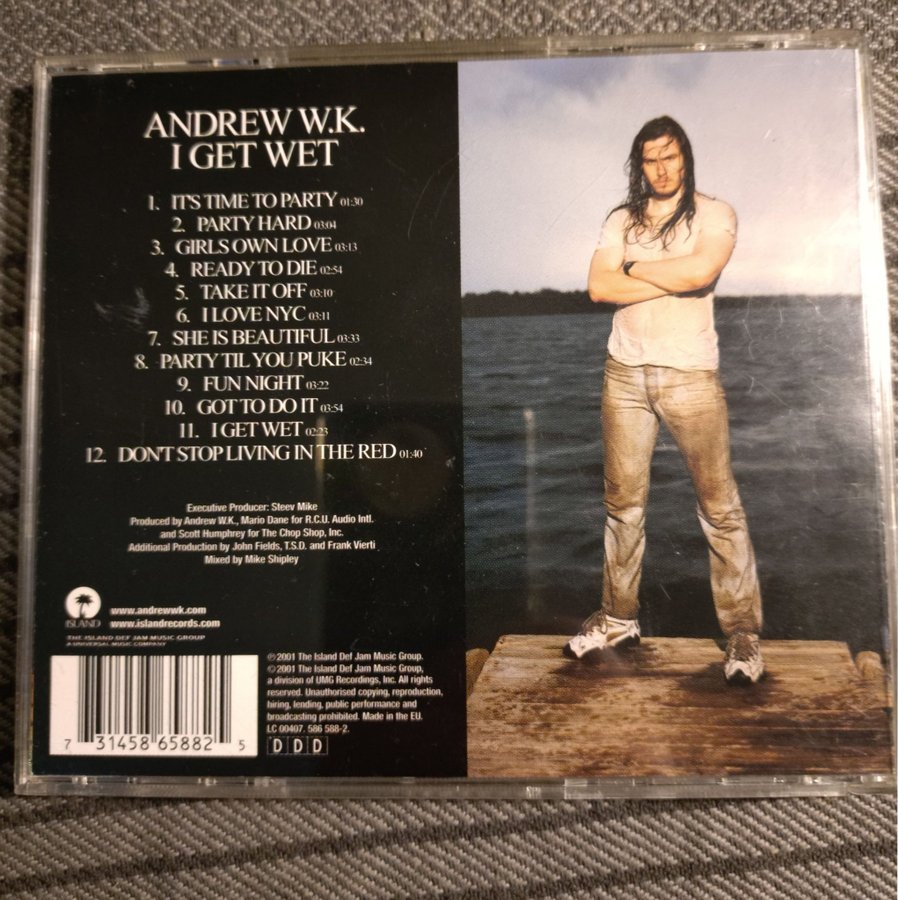 ANDREW W.K.
I GET WET
1. IT'S TIME TO PARTY 01:30
2. PARTY HARD 03:04
3. GIRLS OWN LOVE 03:13
4. READY TO DIE 02:54
5. TAKE IT OFF 03:10
6. I LOVE NYC 03:11
7. SHE IS BEAUTIFUL 03:33
8. PARTY TIL YOU PUKE 02:34
9. FUN NIGHT 03:22
10. GOT TO DO IT 03:54
11. I GET WET 02:23
12. DON'T STOP LIVING IN THE RED 01:40
Executive Producer: Steev Mike
Produced by Andrew W.K., Mario Dane for R.C.U. Audio Intl.
and Scott Humphrey for The Chop Shop, Inc.
Additional Production by John Fields, T.S.D. and Frank Vierti
Mixed by Mike Shipley
ISLAND
www.andrewwk.com
www.islandrecords.com
THE ISLAND DEF JAM MUSIC GROUP
A UNIVERSAL MUSIC COMPANY
℗2001 The Island Def Jam Music Group.
©2001 The Island Def Jam Music Group,
a division of UMG Recordings, Inc. All rights
reserved. Unauthorised copying, reproduction,
hiring, lending, public performance and
broadcasting prohibited. Made in the EU.
LC 00407. 586 588-2.
DDD
7 31458 65882 5